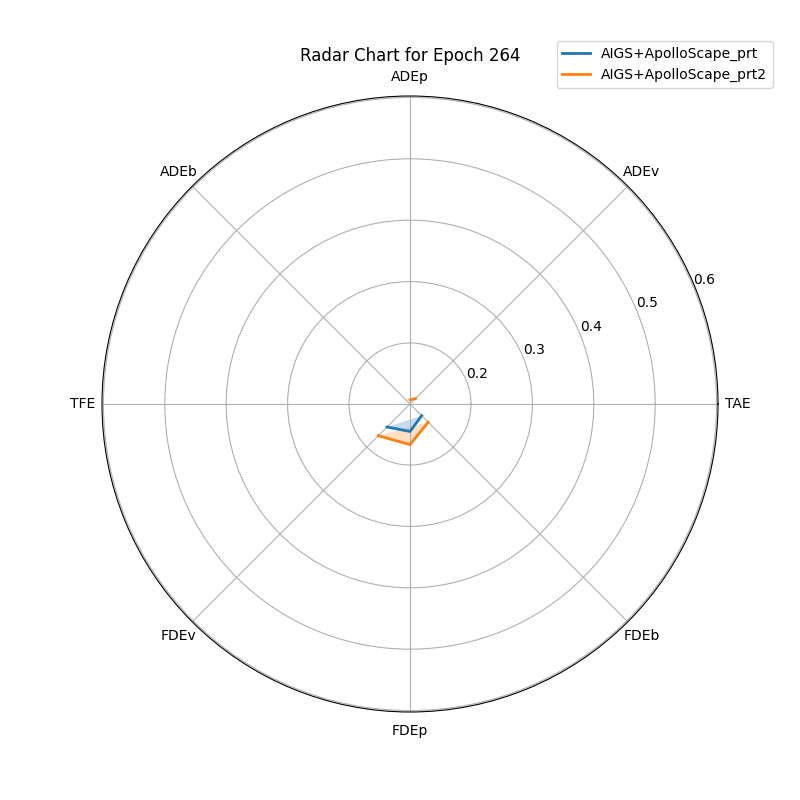 Radar Chart for Epoch 264
AIGS+ApolloScape_prt
AIGS+ApolloScape_prt2
ADEp
ADEb
ADEv
0.6
0.5
0.4
0.3
0.2
TFE
TAE
FDEv
FDEb
FDEp